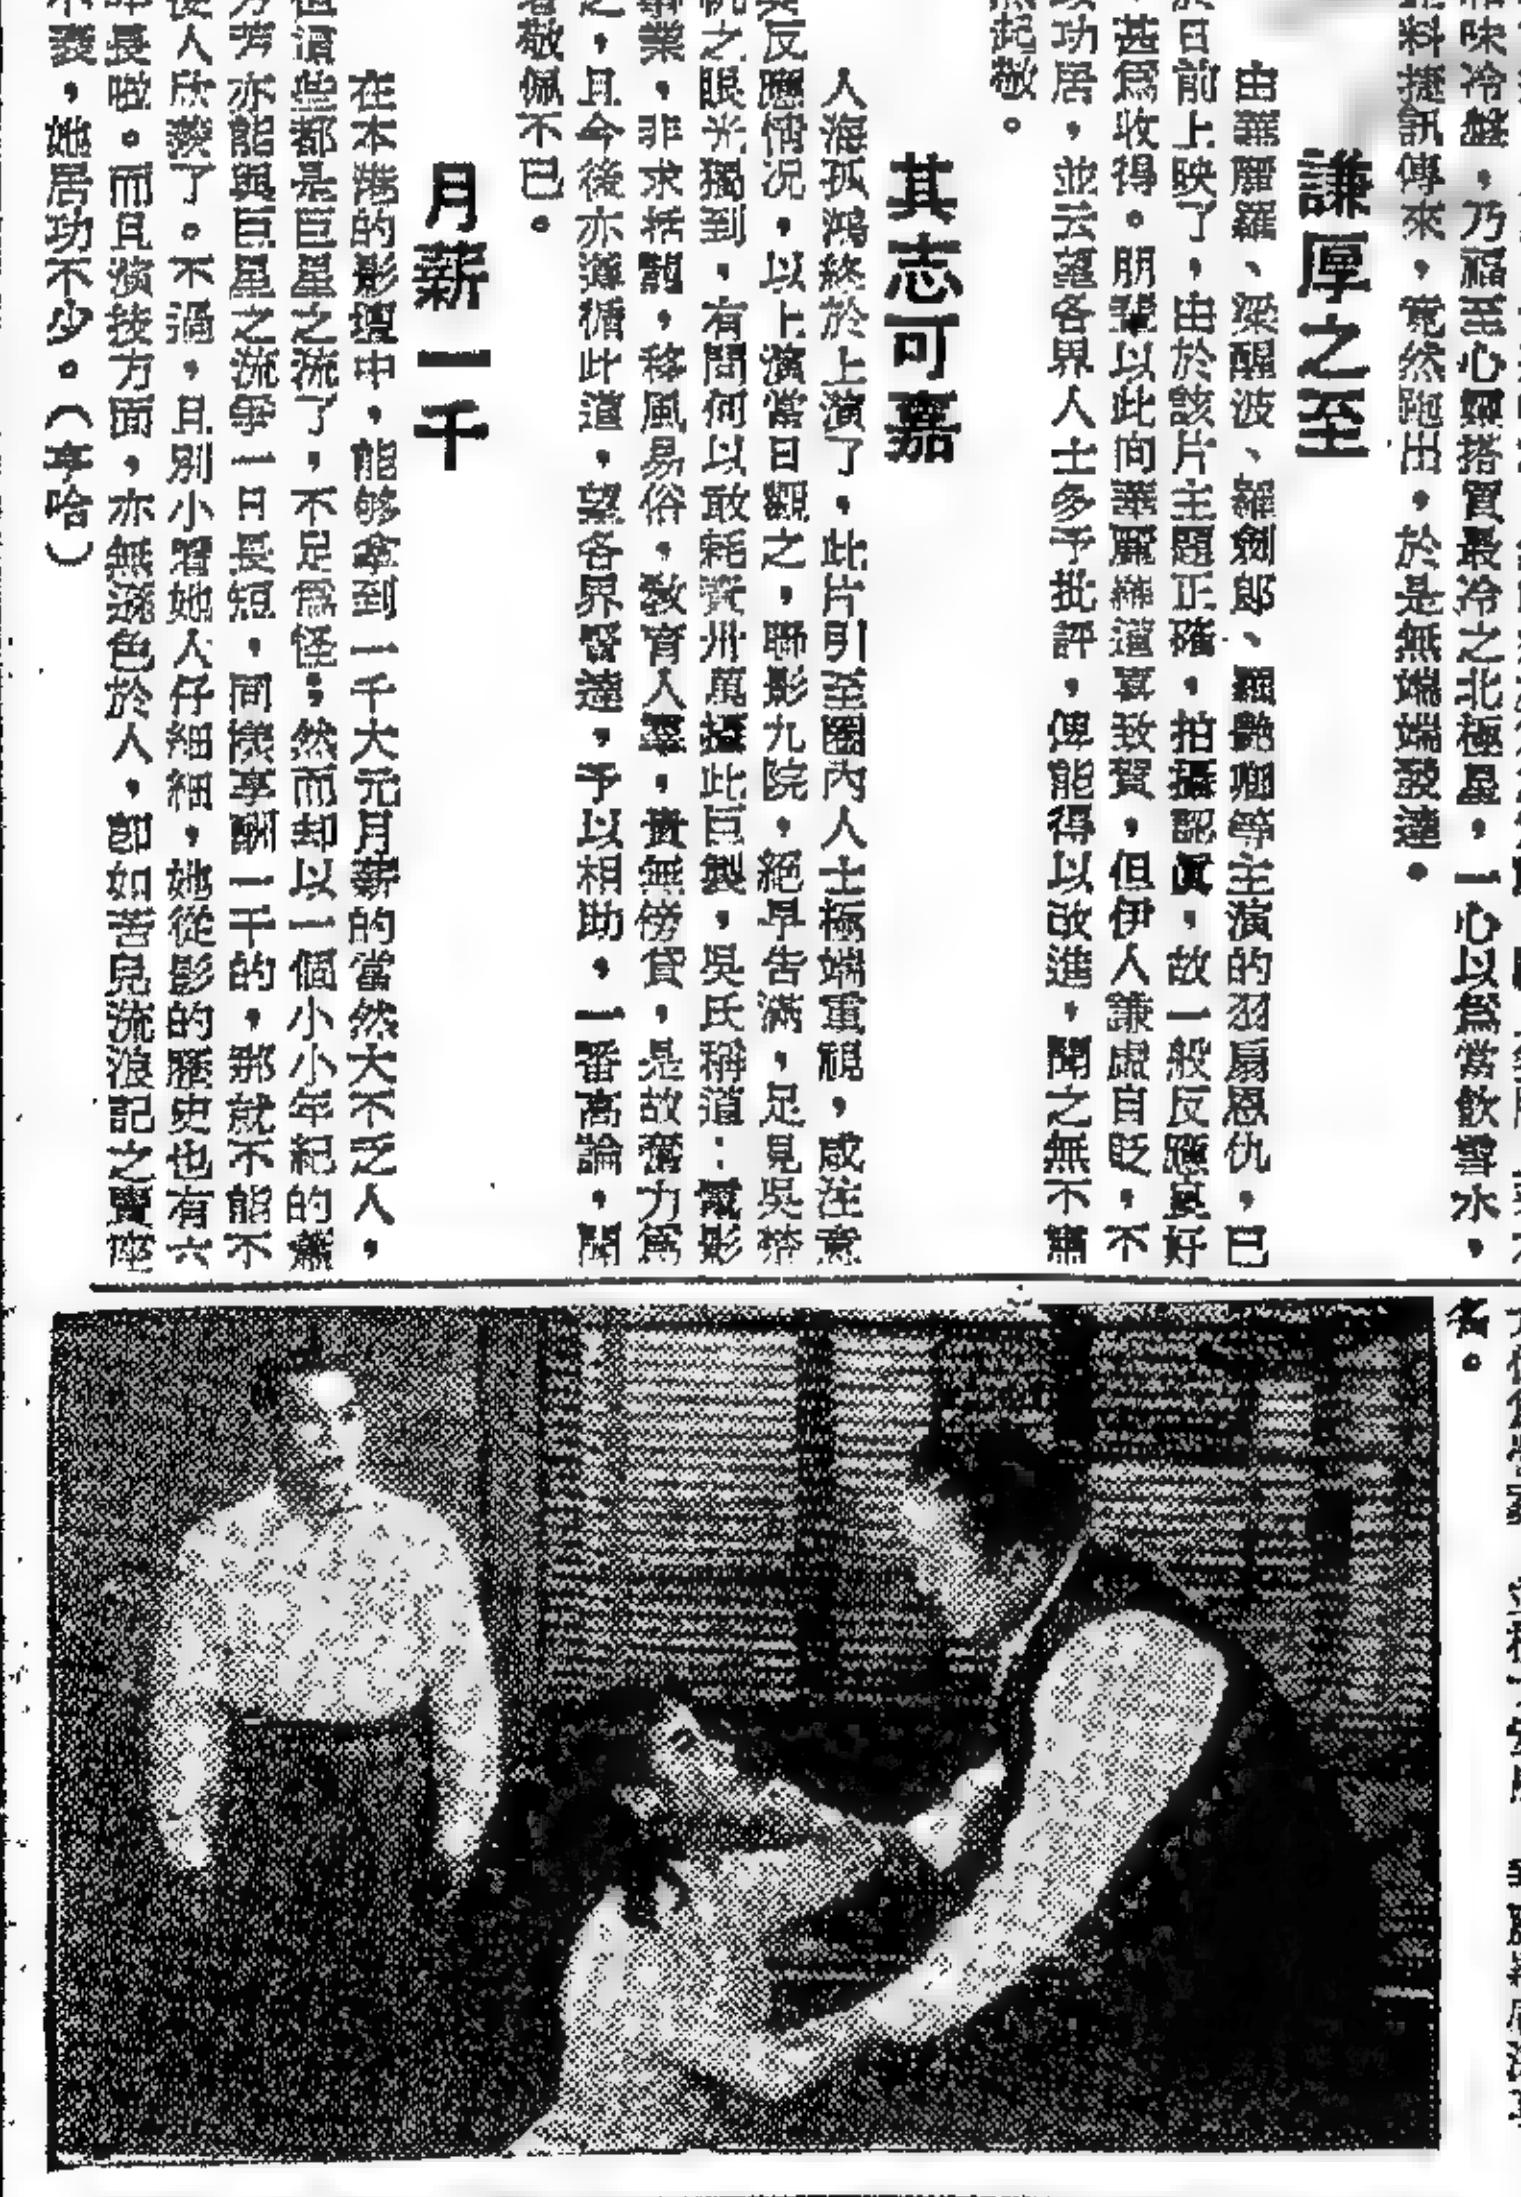 味冷盤，乃福至心靈搭買最冷之北極星，一心以爲當飲雪水，
料捷訊傳來，竟然跑出，於是無端端發達。
謙厚之至
由華麗羅、梁醒波、羅劍郎、羅艷卿等主演的羽扇恩仇，已
於日前上映了，由於該片主題正確，拍攝認眞，故一般反應良好
，甚爲收得。朋輩以此向華麗羅道喜致賀，但伊人謙虛自貶，不
功居，並云望各界人士多予批評，俾能得以改進，聞之無不肅
然起敬。
其志可嘉
人海孤鴻終於上演了，此片引至圈內人士極端重視，咸注意
其反應情况，以上演當日觀之，聯影九院，絕早告滿，足見吳楚
帆之眼光獨到，有問何以敢耗資卅萬攝此巨製，吳氏稱道：電影
事業，非求括龍，移風易俗，敎育人羣，責無傍貸，是故奮力爲
之，且今後亦遵循此道，望各界督達，予以相助，一番高論，聞
者敬佩不已。
月薪一千
在本港的影壇中，能够拿到一千大元月薪的當然大不乏人，
但這些都是巨星之流了，不足爲怪；然而却以一個小小年紀的蕭
芳芳亦能與巨星之流爭一日長短，同樣享酬一千的，那就不能不
使人欣羨了。不過，且別小看她人仔細細，她從影的歷史也有六
年長啦。而且演技方面，亦無遜色於人，即如苦兒流浪記之賣座
不衰，她居功不少。（亨哈）
名。